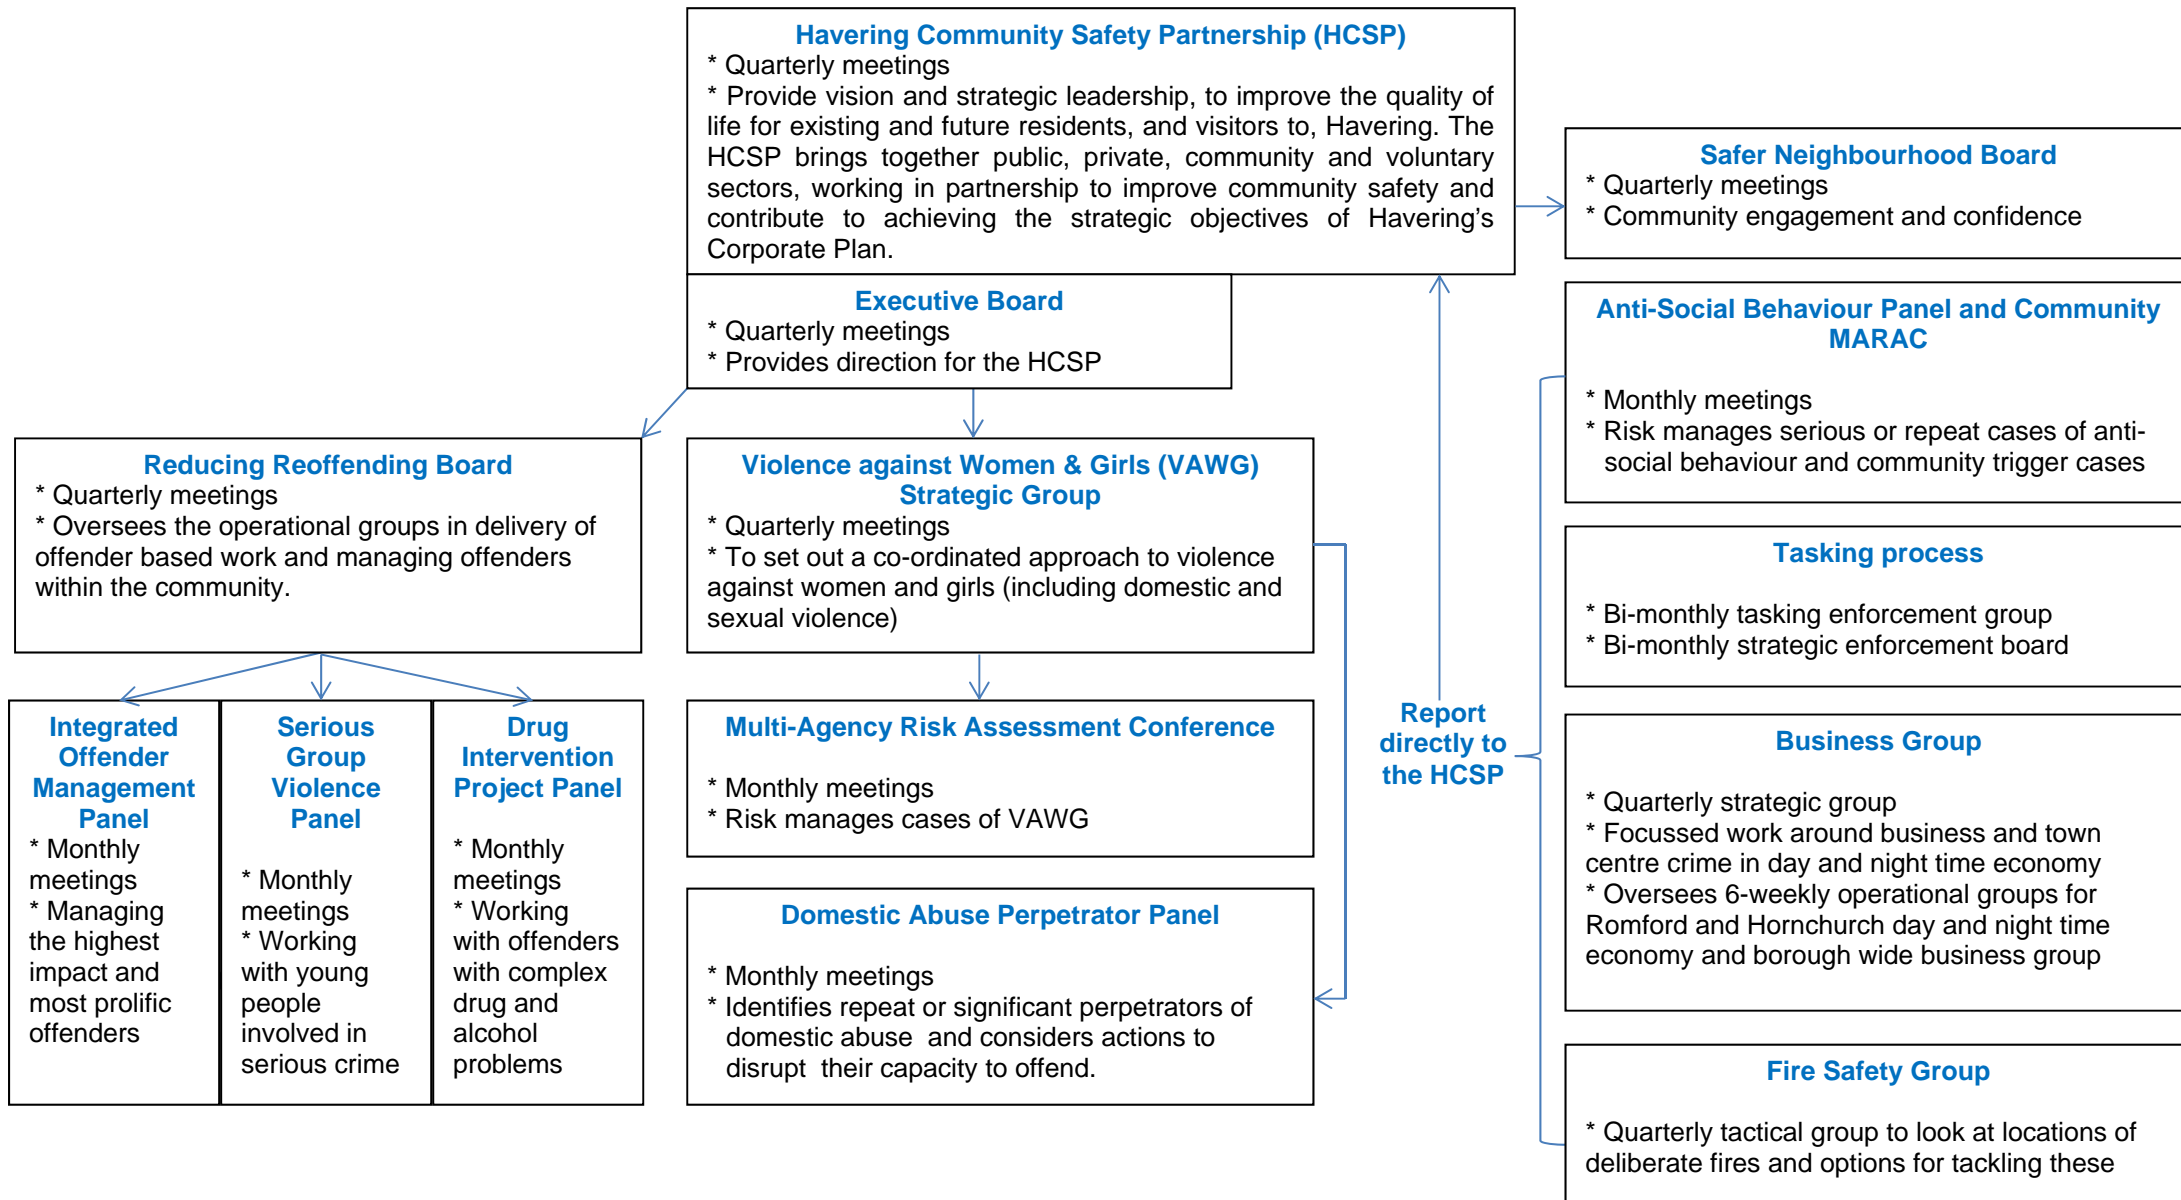 Havering Community Safety Partnership (HCSP)
* Quarterly meetings
* Provide vision and strategic leadership, to improve the quality of
life for existing and future residents, and visitors to, Havering. The
HCSP brings together public, private, community and voluntary
sectors, working in partnership to improve community safety and
contribute to achieving the strategic objectives of Havering’s
Corporate Plan.
Executive Board
* Quarterly meetings
* Provides direction for the HCSP
Reducing Reoffending Board
* Quarterly meetings
* Oversees the operational groups in delivery of
offender based work and managing offenders
within the community.
Violence against Women & Girls (VAWG)
Strategic Group
* Quarterly meetings
* To set out a co-ordinated approach to violence
against women and girls (including domestic and
sexual violence)
Integrated
Offender
Management
Panel
* Monthly
meetings
* Managing
the highest
impact and
most prolific
offenders
Serious
Group
Violence
Panel
* Monthly
meetings
* Working
with young
people
involved in
serious crime
Drug
Intervention
Project Panel
* Monthly
meetings
* Working
with offenders
with complex
drug and
alcohol
problems
Multi-Agency Risk Assessment Conference
* Monthly meetings
* Risk manages cases of VAWG
Domestic Abuse Perpetrator Panel
* Monthly meetings
* Identifies repeat or significant perpetrators of
domestic abuse  and considers actions to
disrupt  their capacity to offend.
Report
directly to
the HCSP
Safer Neighbourhood Board
* Quarterly meetings
* Community engagement and confidence
Anti-Social Behaviour Panel and Community
MARAC
* Monthly meetings
* Risk manages serious or repeat cases of anti-
social behaviour and community trigger cases
Tasking process
* Bi-monthly tasking enforcement group
* Bi-monthly strategic enforcement board
Business Group
* Quarterly strategic group
* Focussed work around business and town
centre crime in day and night time economy
* Oversees 6-weekly operational groups for
Romford and Hornchurch day and night time
economy and borough wide business group
Fire Safety Group
* Quarterly tactical group to look at locations of
deliberate fires and options for tackling these